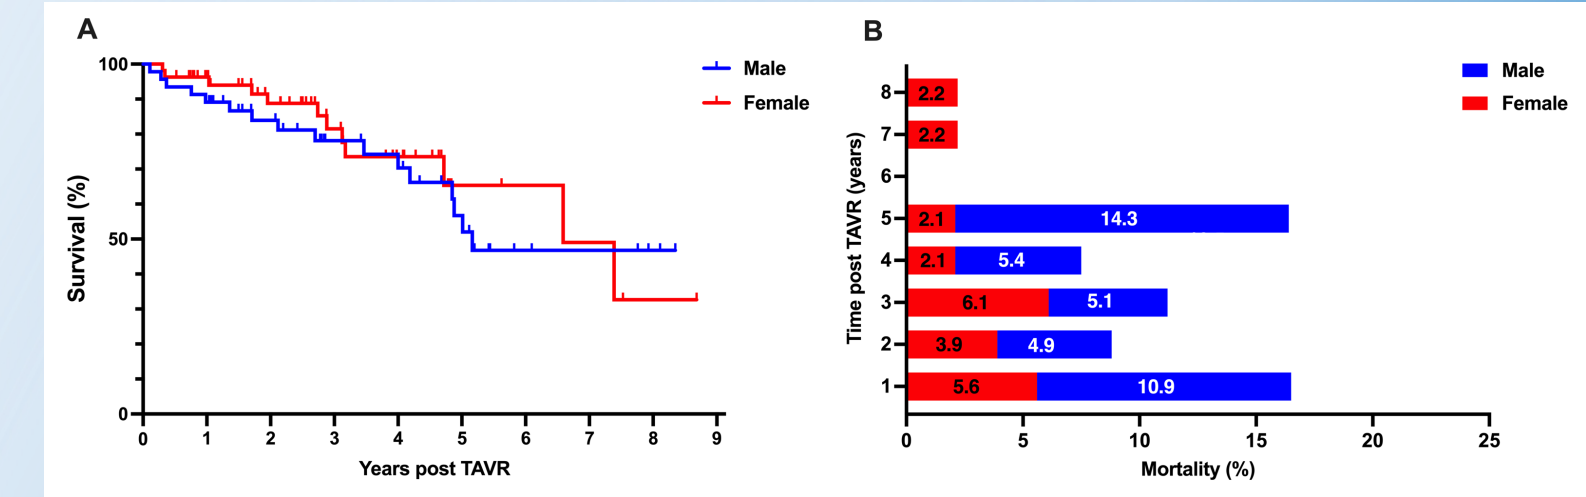 A
100
50
0
Survival (%)
0 1 2 3 4 5 6 7 8 9
Years post TAVR
Male
Female
B
8 2.2
7 2.2
6
5 2.1 14.3
4 2.1 5.4
3 6.1 5.1
2 3.9 4.9
1 5.6 10.9
Time post TAVR (years)
0 5 10 15 20 25
Mortality (%)
Male
Female